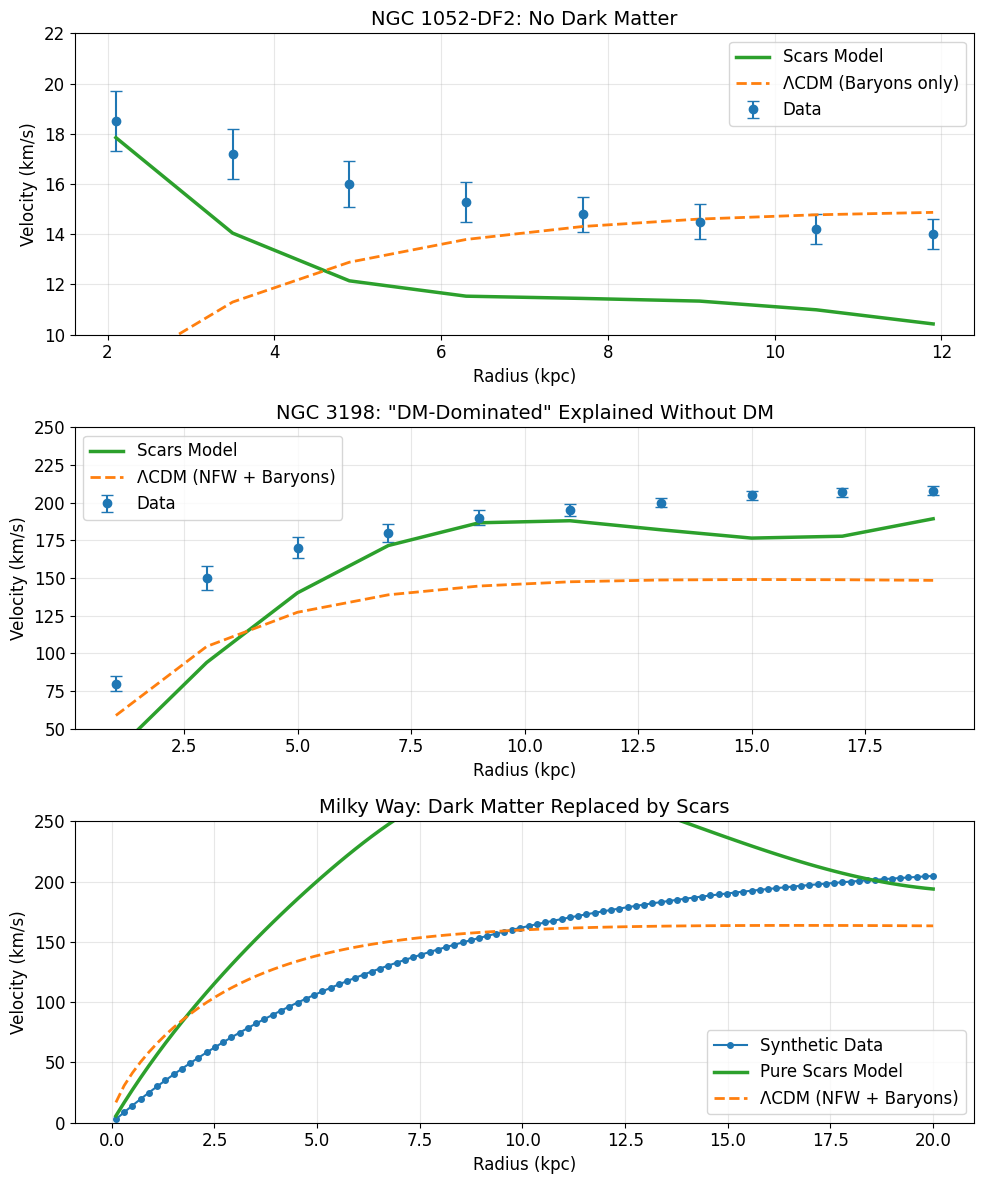 NGC 1052-DF2: No Dark Matter
Velocity (km/s)
22
20
18
16
14
12
10
Scars Model
ΛCDM (Baryons only)
Data
2
4
6
8
10
12
Radius (kpc)
NGC 3198: "DM-Dominated" Explained Without DM
Velocity (km/s)
250
225
200
175
150
125
100
75
50
Scars Model
ΛCDM (NFW + Baryons)
Data
2.5
5.0
7.5
10.0
12.5
15.0
17.5
Radius (kpc)
Milky Way: Dark Matter Replaced by Scars
Velocity (km/s)
250
200
150
100
50
0
Synthetic Data
Pure Scars Model
ΛCDM (NFW + Baryons)
0.0
2.5
5.0
7.5
10.0
12.5
15.0
17.5
20.0
Radius (kpc)